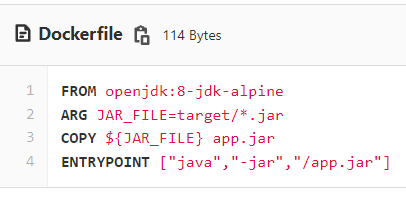 Dockerfile 114 Bytes
1 FROM openjdk:8-jdk-alpine
2 ARG JAR_FILE=target/*.jar
3 COPY ${JAR_FILE} app.jar
4 ENTRYPOINT ["java","-jar","/app.jar"]